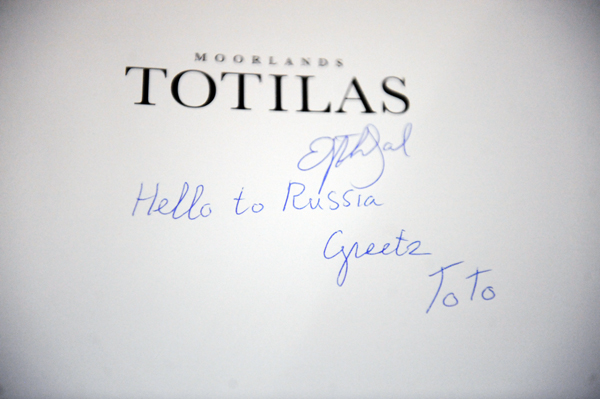 MOORLANDS
TOTILAS
Hello to Russia
Greetz
ToTo